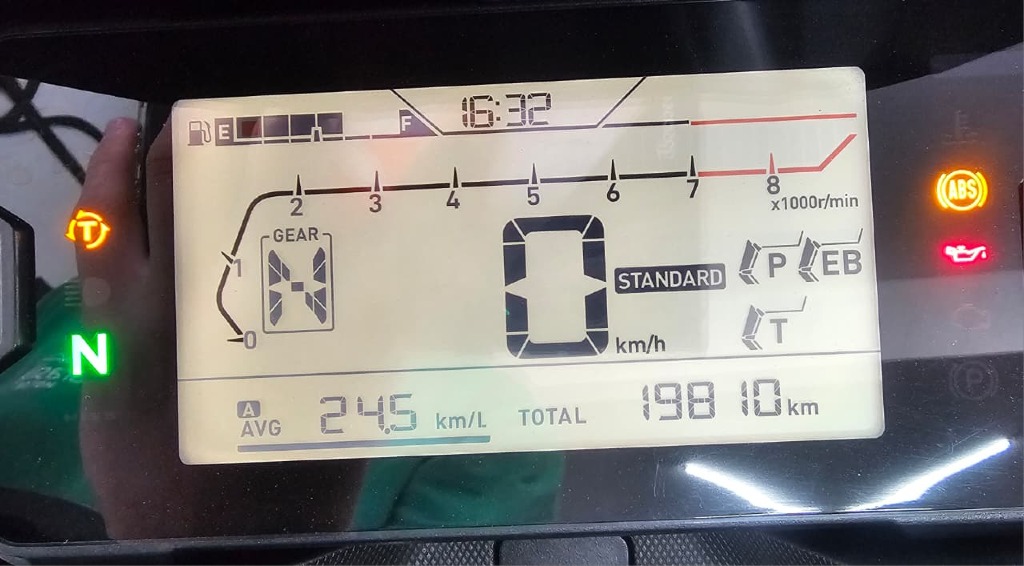 E F 16:32
2 3 4 5 6 7 8
x1000r/min
T ABS
GEAR
1 N 0 STANDARD P EB
T
N 0 km/h
A
AVG 24.5 km/L TOTAL 19810 km
P